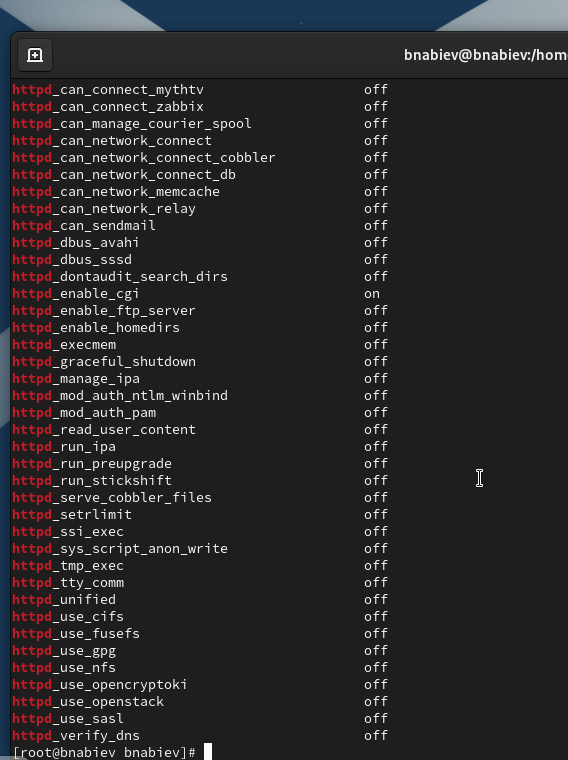 bnabiev@bnabiev:/hom
httpd_can_connect_mythtv off
httpd_can_connect_zabbix off
httpd_can_manage_courier_spool off
httpd_can_network_connect off
httpd_can_network_connect_cobbler off
httpd_can_network_connect_db off
httpd_can_network_memcache off
httpd_can_network_relay off
httpd_can_sendmail off
httpd_dbus_avahi off
httpd_dbus_sssd off
httpd_dontaudit_search_dirs off
httpd_enable_cgi on
httpd_enable_ftp_server off
httpd_enable_homedirs off
httpd_execmem off
httpd_graceful_shutdown off
httpd_manage_ipa off
httpd_mod_auth_ntlm_winbind off
httpd_mod_auth_pam off
httpd_read_user_content off
httpd_run_ipa off
httpd_run_preupgrade off
httpd_run_stickshift off
httpd_serve_cobbler_files off
httpd_setrlimit off
httpd_ssi_exec off
httpd_sys_script_anon_write off
httpd_tmp_exec off
httpd_tty_comm off
httpd_unified off
httpd_use_cifs off
httpd_use_fusefs off
httpd_use_gpg off
httpd_use_nfs off
httpd_use_opencryptoki off
httpd_use_openstack off
httpd_use_sasl off
httpd_verify_dns off
[root@bnabiev bnabiev]#